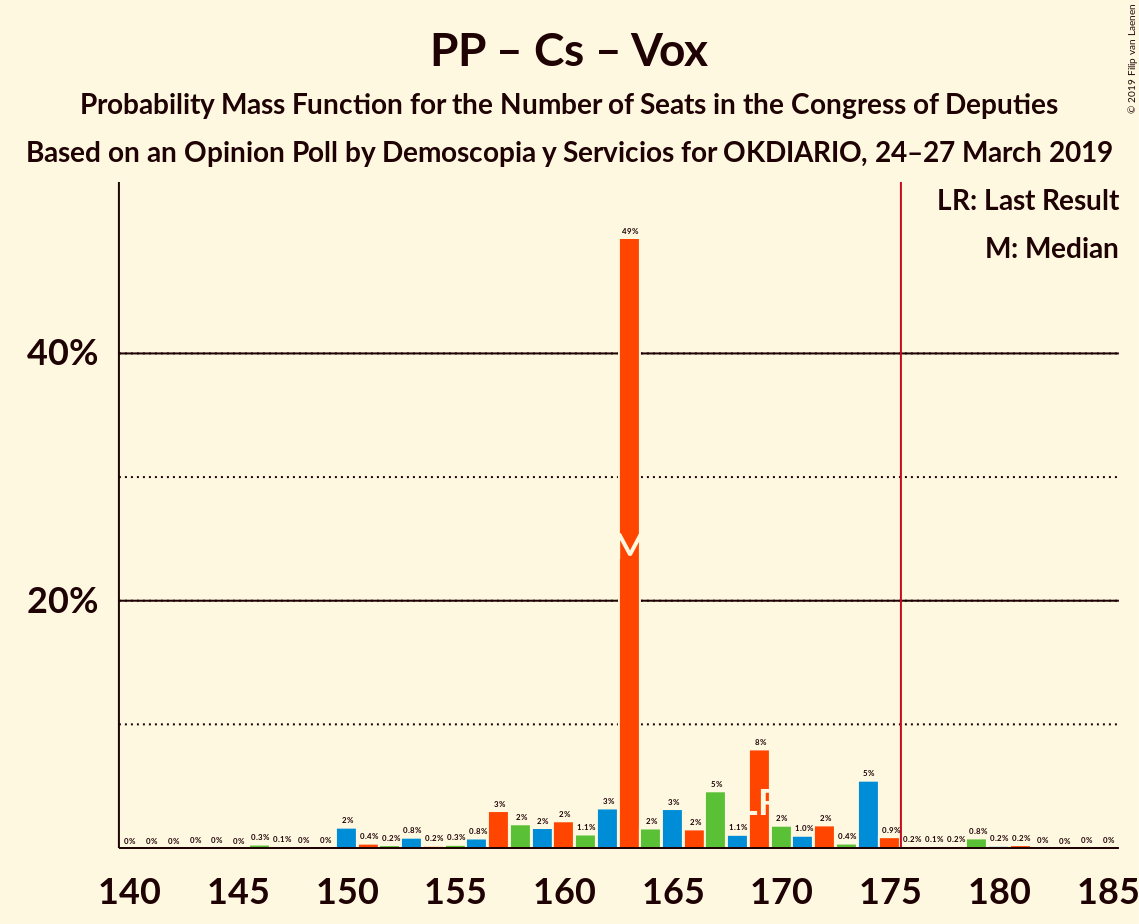 PP – Cs – Vox
Probability Mass Function for the Number of Seats in the Congress of Deputies
Based on an Opinion Poll by Demoscopia y Servicios for OKDIARIO, 24–27 March 2019
© 2019 Filip van Laenen
LR: Last Result
M: Median
40%
20%
0% 0% 0% 0% 0% 0% 0.3% 0.1% 0% 0% 2% 0.4% 0.2% 0.8% 0.2% 0.3% 0.8% 3% 2% 2% 2% 1.1% 3% 49% 2% 3% 2% 5% 1.1% 8% 2% 1.0% 2% 0.4% 5% 0.9% 0.2% 0.1% 0.2% 0.8% 0.2% 0.2% 0% 0% 0% 0%
M
LR
140 145 150 155 160 165 170 175 180 185